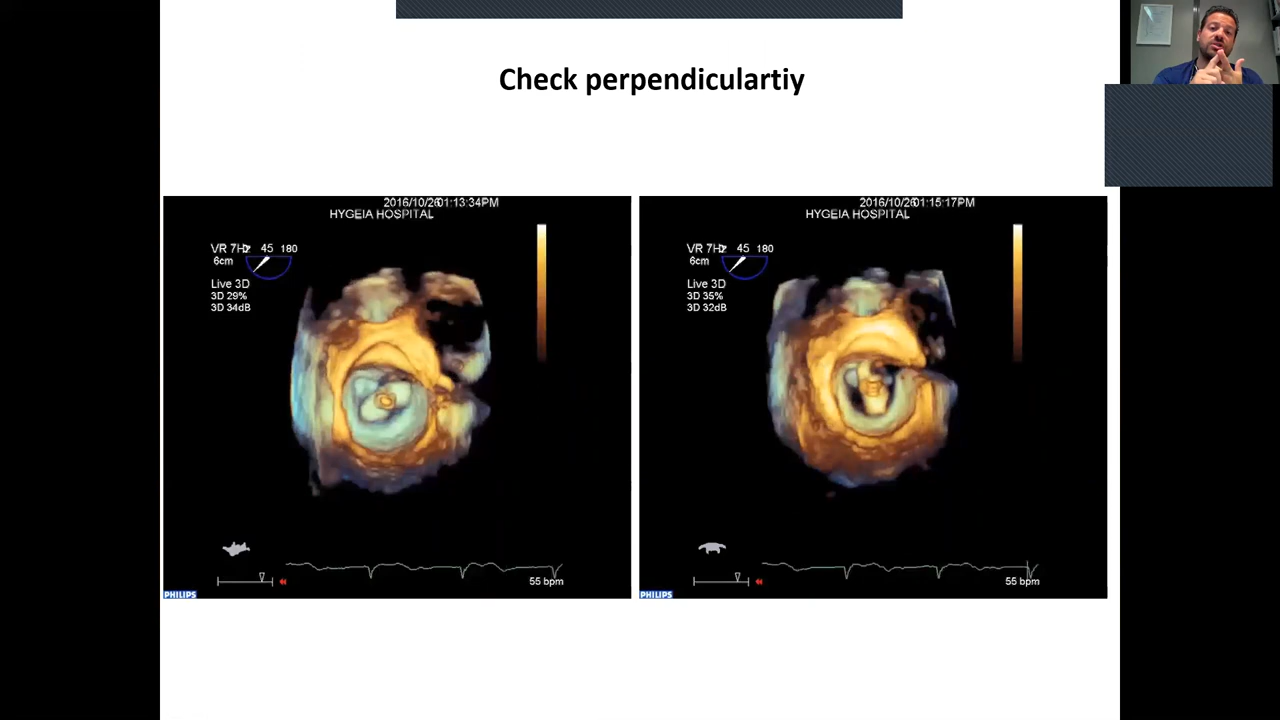 Check perpendiculartiy
2016/10/26 01:13:34PM
HYGEIA HOSPITAL
VR 7Hz 45 180
6cm
Live 3D
3D 29%
3D 34dB
55 bpm
PHILIPS
2016/10/26 01:15:17PM
HYGEIA HOSPITAL
VR 7Hz 45 180
6cm
Live 3D
3D 35%
3D 32dB
55 bpm
PHILIPS